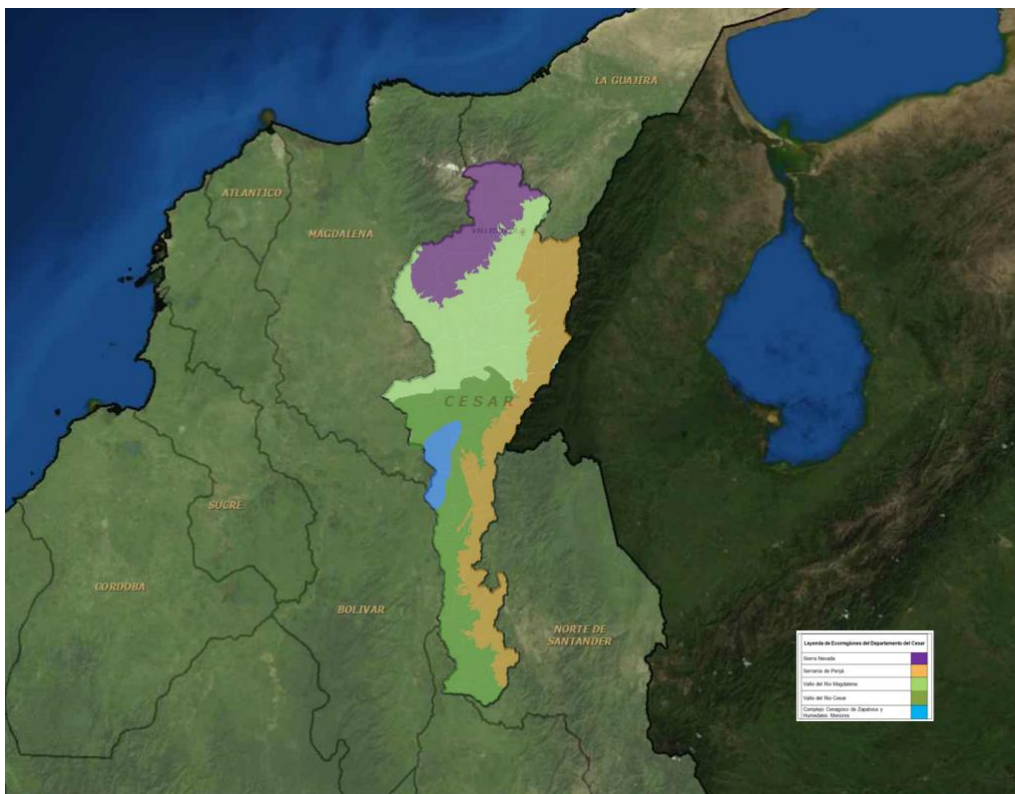 LA GUAJIRA
ATLANTICO
MAGDALENA
CESAR
SUCRE
CORDOBA
BOLIVAR
NORTE DE
SANTANDER
Leyenda de Ecorregiones del Departamento del Cesar
Sierra Nevada
Serranía de Perijá
Valle del Río Magdalena
Valle del Río Cesar
Complejo Cenagoso de Zapatosa y
Humedales Menores